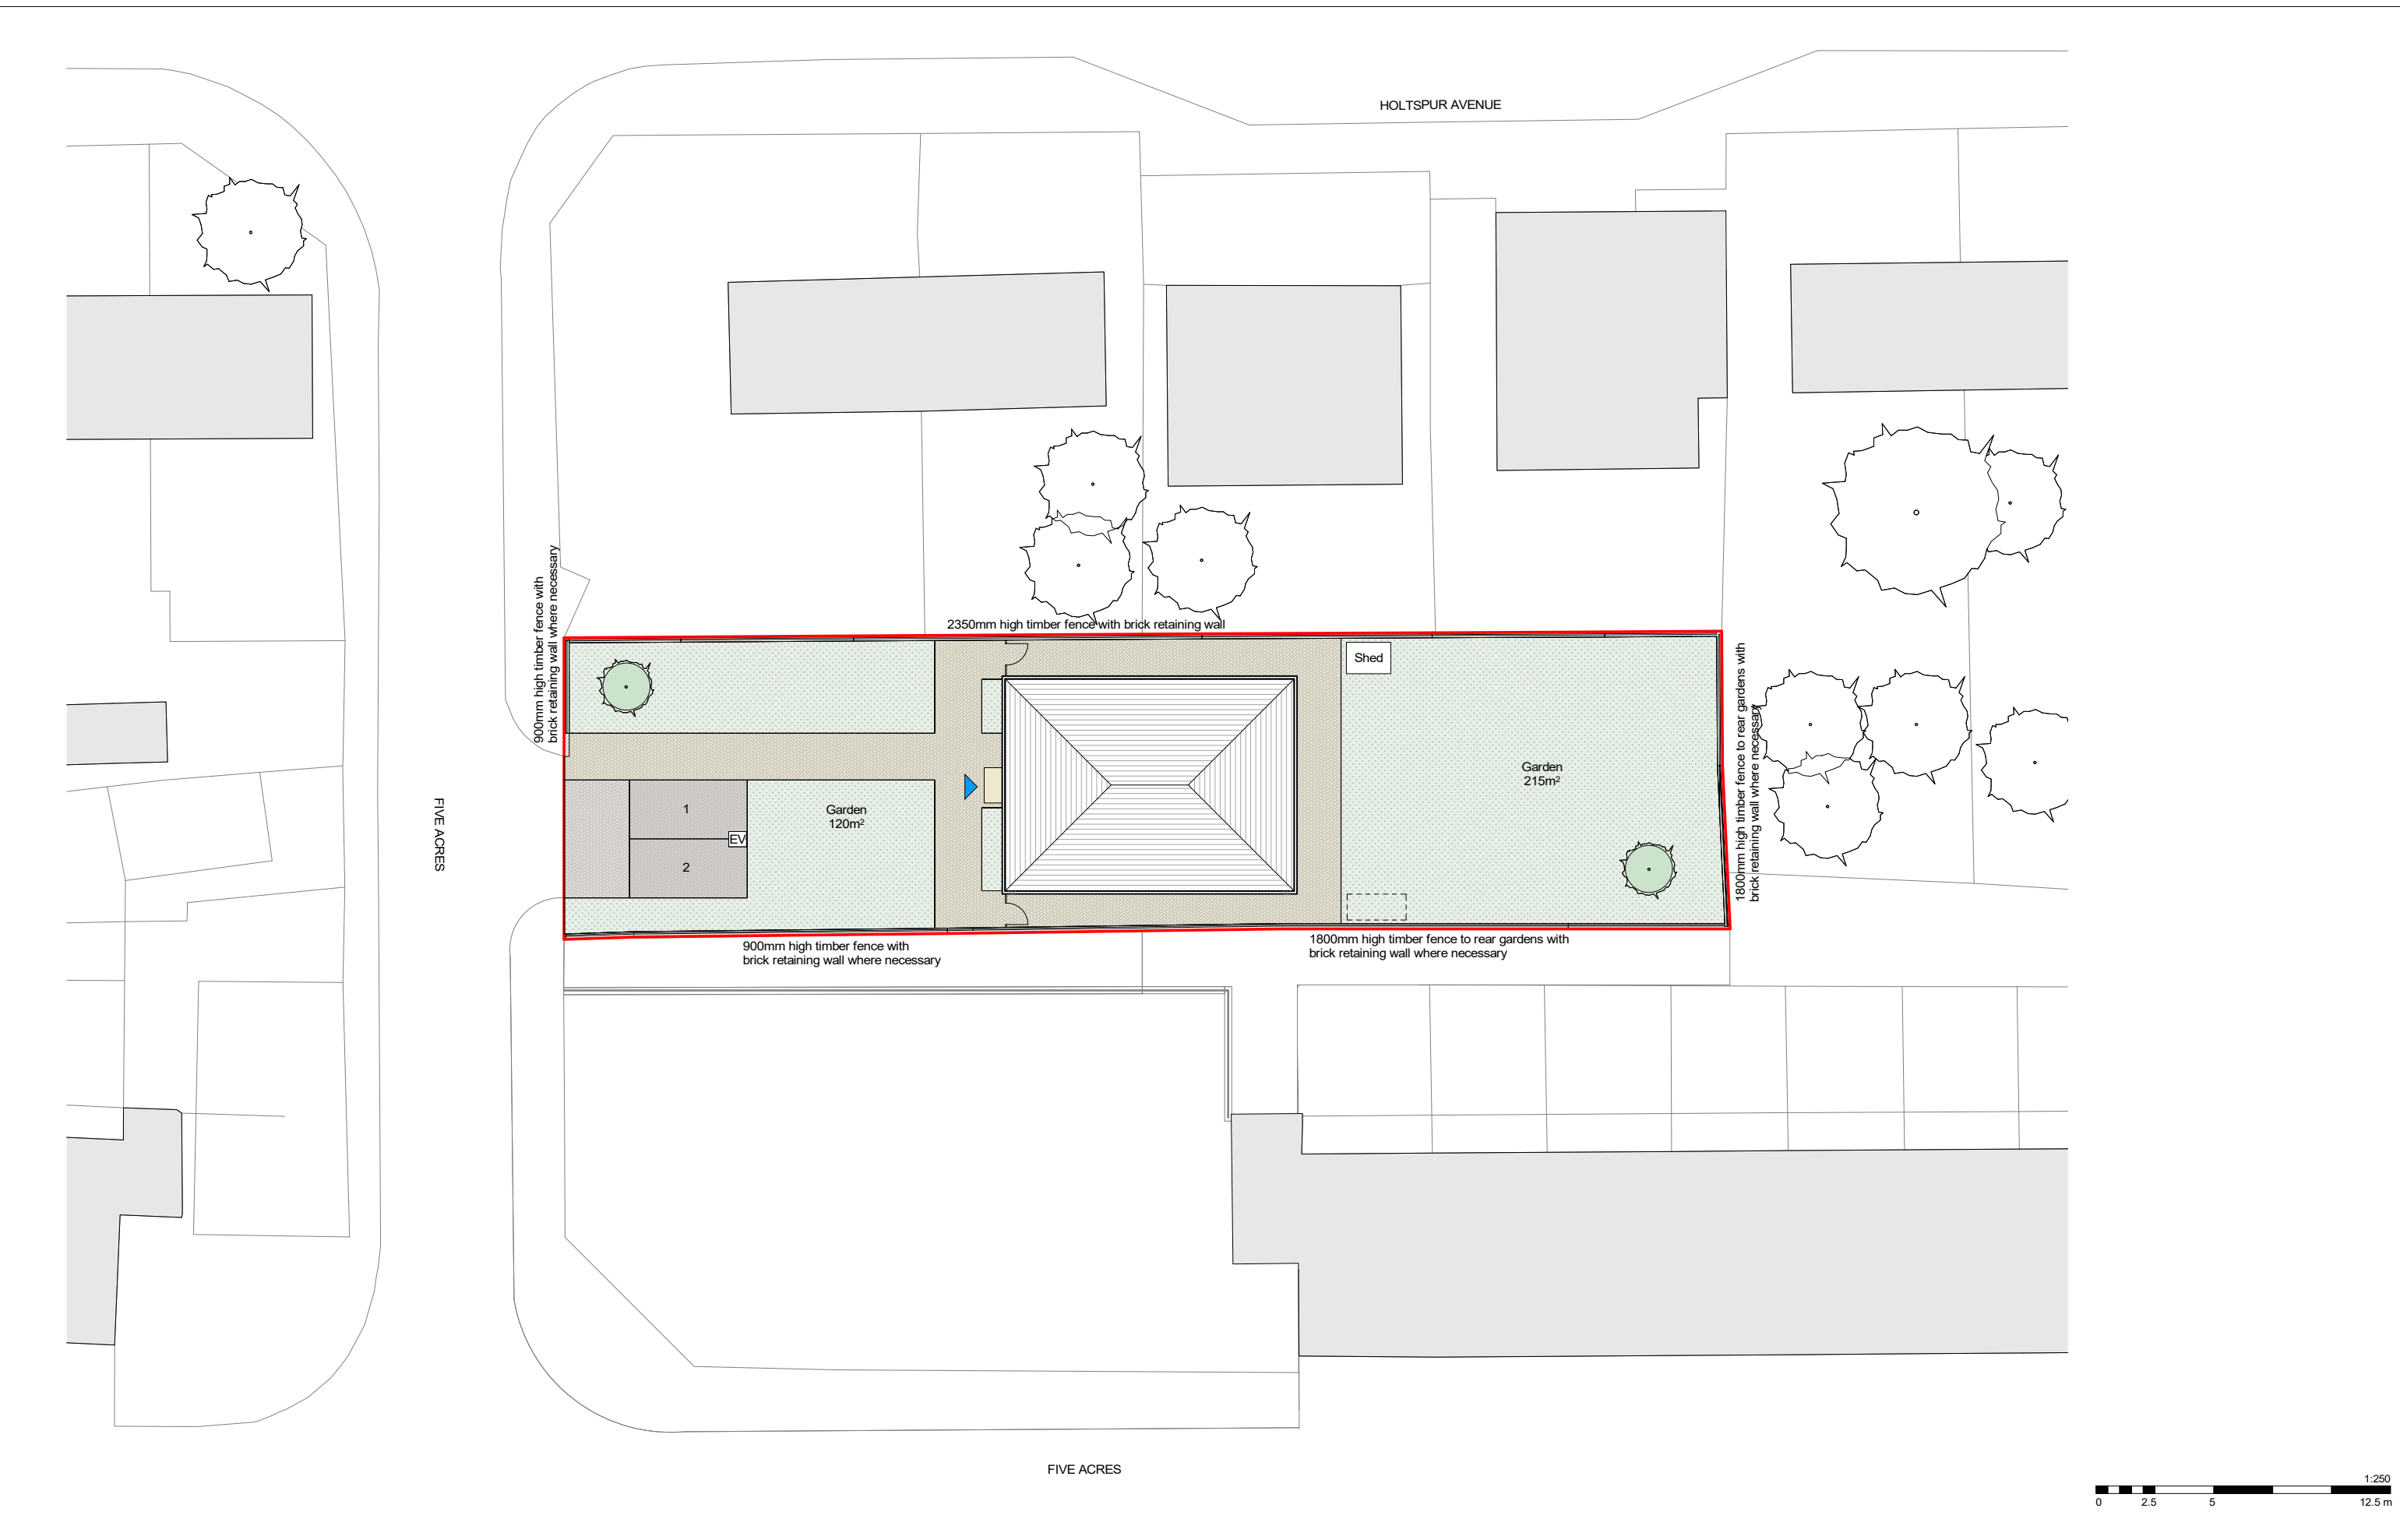 HOLTSPUR AVENUE
900mm high timber fence with
brick retaining wall where necessary
2350mm high timber fence with brick retaining wall
Shed
1800mm high timber fence to rear gardens with
brick retaining wall where necessary
Garden
215m²
FIVE ACRES
1
EV
2
Garden
120m²
900mm high timber fence with
brick retaining wall where necessary
1800mm high timber fence to rear gardens with
brick retaining wall where necessary
FIVE ACRES
1:250
0 2.5 5 12.5 m